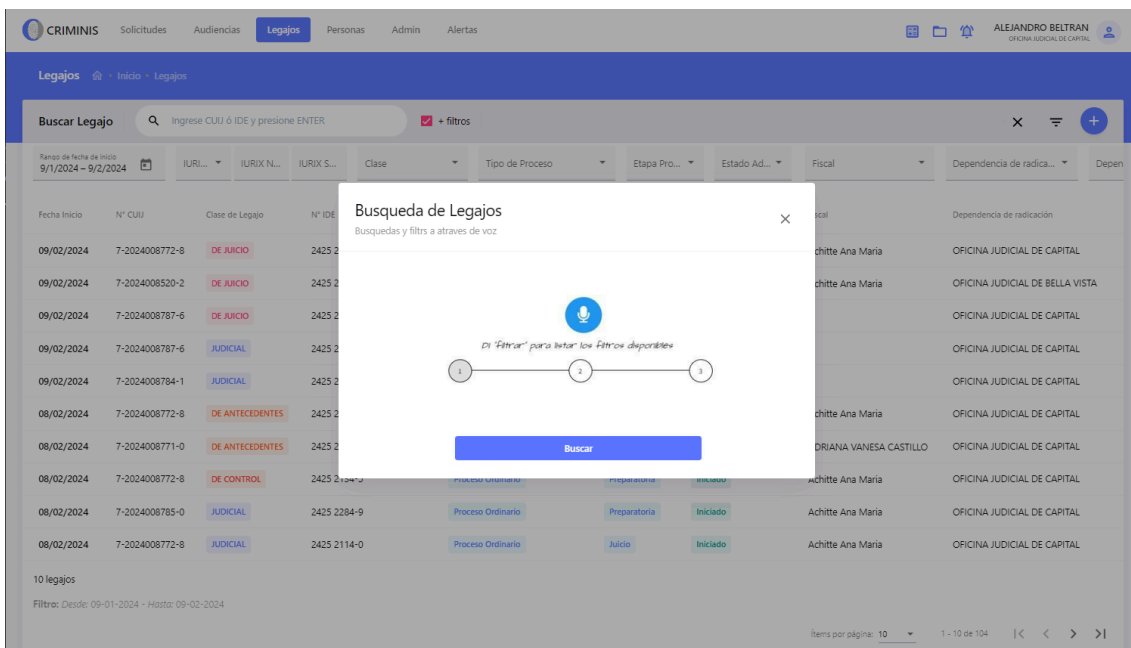 CRIMINIS Solicitudes Audiencias Legajos Personas Admin Alertas ALEJANDRO BELTRAN
OFICINA JUDICIAL DE CAPITAL
Legajos Inicio Legajos
Buscar Legajo Ingrese CUIJ ó IDE y presione ENTER + filtros
Rango de fecha de inicio
9/1/2024 – 9/2/2024 IURI... IURIX N... IURIX S... Clase Tipo de Proceso Etapa Pro... Estado Ad... Fiscal Dependencia de radica... Depen
Busqueda de Legajos
Busquedas y filtrs a atraves de voz
Di "filtrar" para listar los filtros disponibles
1 2 3
Buscar
Fecha Inicio N° CUIJ Clase de Legajo N° IDE scal Dependencia de radicación
09/02/2024 7-2024008772-8 DE JUICIO 2425 2 chitte Ana Maria OFICINA JUDICIAL DE CAPITAL
09/02/2024 7-2024008520-2 DE JUICIO 2425 2 chitte Ana Maria OFICINA JUDICIAL DE BELLA VISTA
09/02/2024 7-2024008787-6 DE JUICIO 2425 2 OFICINA JUDICIAL DE CAPITAL
09/02/2024 7-2024008787-6 JUDICIAL 2425 2 OFICINA JUDICIAL DE CAPITAL
09/02/2024 7-2024008784-1 JUDICIAL 2425 2 OFICINA JUDICIAL DE CAPITAL
08/02/2024 7-2024008772-8 DE ANTECEDENTES 2425 2 chitte Ana Maria OFICINA JUDICIAL DE CAPITAL
08/02/2024 7-2024008771-0 DE ANTECEDENTES 2425 2 DRIANA VANESA CASTILLO OFICINA JUDICIAL DE CAPITAL
08/02/2024 7-2024008772-8 DE CONTROL 2425 Proceso Ordinario Preparatoria Iniciado Achitte Ana Maria OFICINA JUDICIAL DE CAPITAL
08/02/2024 7-2024008785-0 JUDICIAL 2425 2284-9 Proceso Ordinario Preparatoria Iniciado Achitte Ana Maria OFICINA JUDICIAL DE CAPITAL
08/02/2024 7-2024008772-8 JUDICIAL 2425 2114-0 Proceso Ordinario Juicio Iniciado Achitte Ana Maria OFICINA JUDICIAL DE CAPITAL
10 legajos
Filtro: Desde: 09-01-2024 - Hasta: 09-02-2024
Ítems por página: 10 1 - 10 de 104